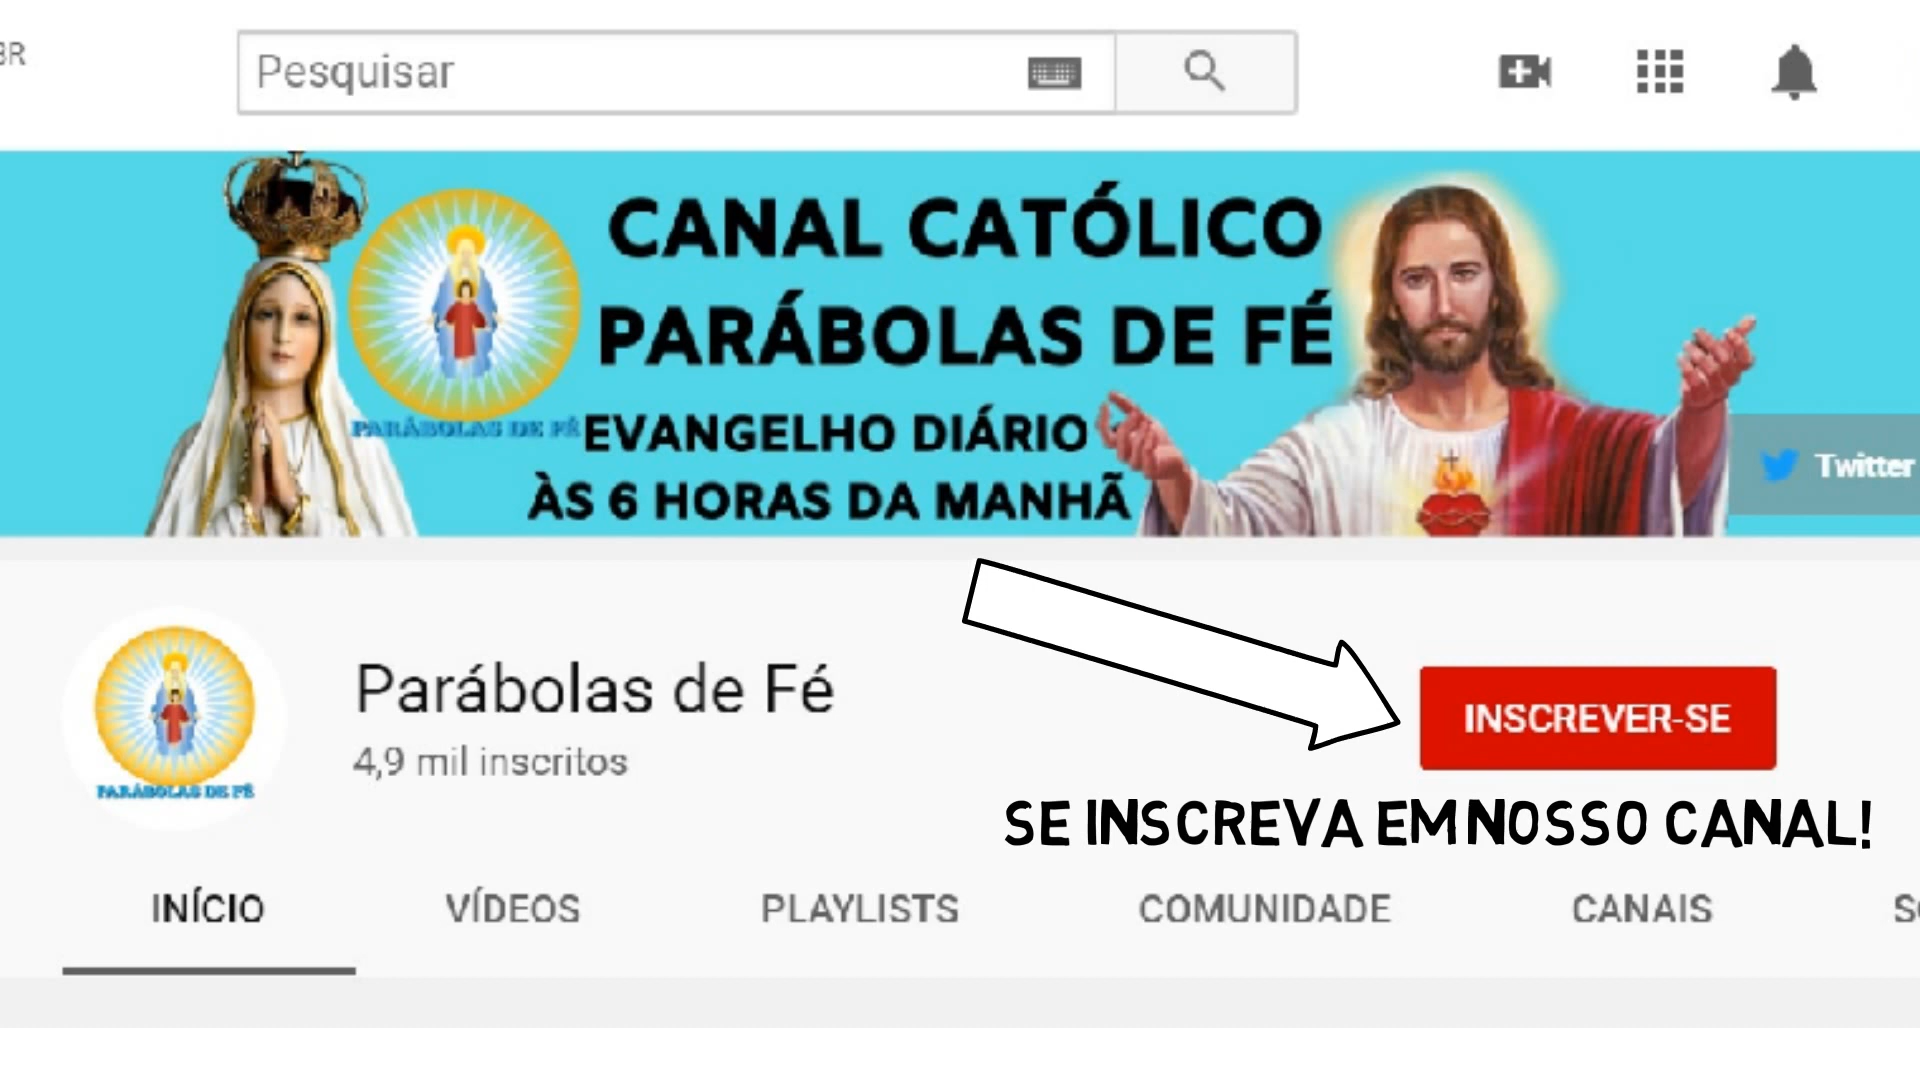 BR
Pesquisar
CANAL CATÓLICO
PARÁBOLAS DE FÉ
PARÁBOLAS DE FÉ
EVANGELHO DIÁRIO
ÀS 6 HORAS DA MANHÃ
Twitter
Parábolas de Fé
4,9 mil inscritos
PARÁBOLAS DE FÉ
INSCREVER-SE
SE INSCREVA EM NOSSO CANAL!
INÍCIO
VÍDEOS
PLAYLISTS
COMUNIDADE
CANAIS